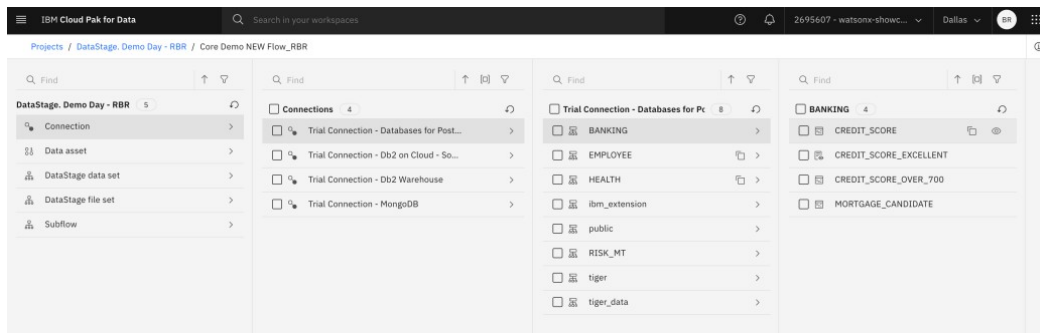 IBM Cloud Pak for Data
Search in your workspaces
2695607 - watsonx-showc...
Dallas
BR
Projects / DataStage. Demo Day - RBR / Core Demo NEW Flow_RBR
Find
DataStage. Demo Day - RBR 5
Connection
Data asset
DataStage data set
DataStage file set
Subflow
Find
Connections 4
Trial Connection - Databases for Post...
Trial Connection - Db2 on Cloud - So...
Trial Connection - Db2 Warehouse
Trial Connection - MongoDB
Find
Trial Connection - Databases for Pc 8
BANKING
EMPLOYEE
HEALTH
ibm_extension
public
RISK_MT
tiger
tiger_data
Find
BANKING 4
CREDIT_SCORE
CREDIT_SCORE_EXCELLENT
CREDIT_SCORE_OVER_700
MORTGAGE_CANDIDATE